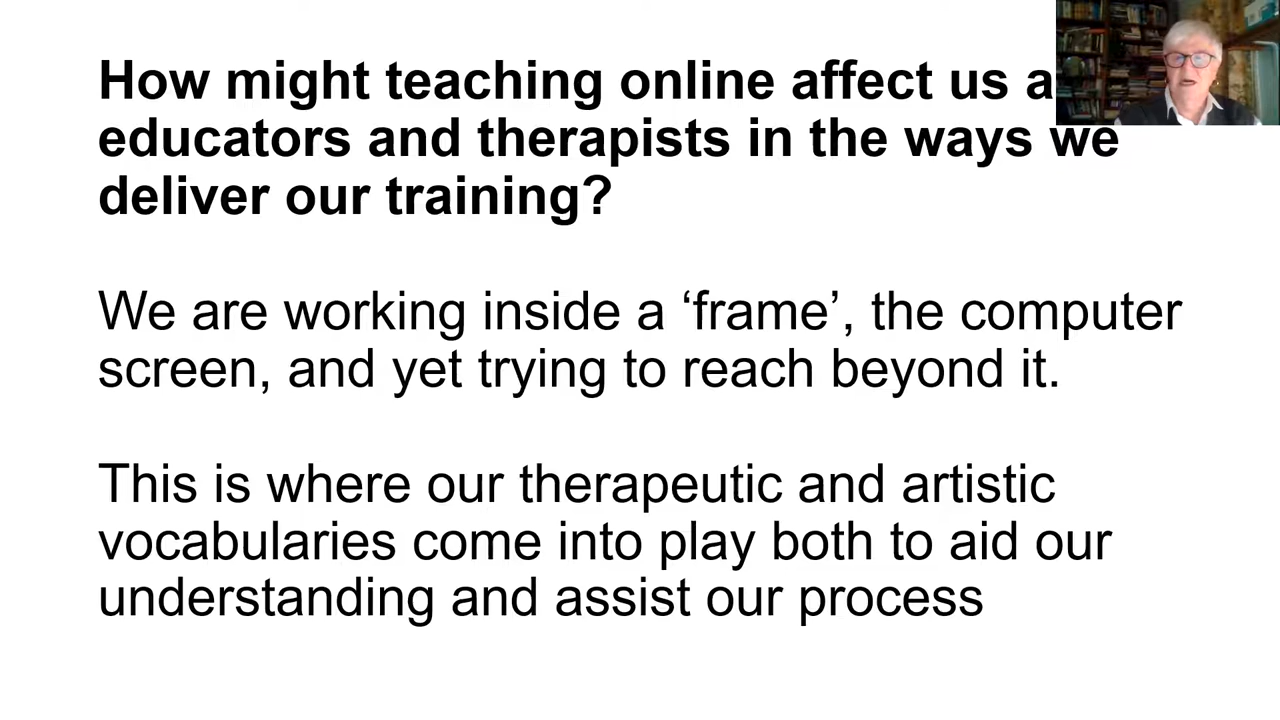 How might teaching online affect us a
educators and therapists in the ways we
deliver our training?
We are working inside a ‘frame’, the computer
screen, and yet trying to reach beyond it.
This is where our therapeutic and artistic
vocabularies come into play both to aid our
understanding and assist our process